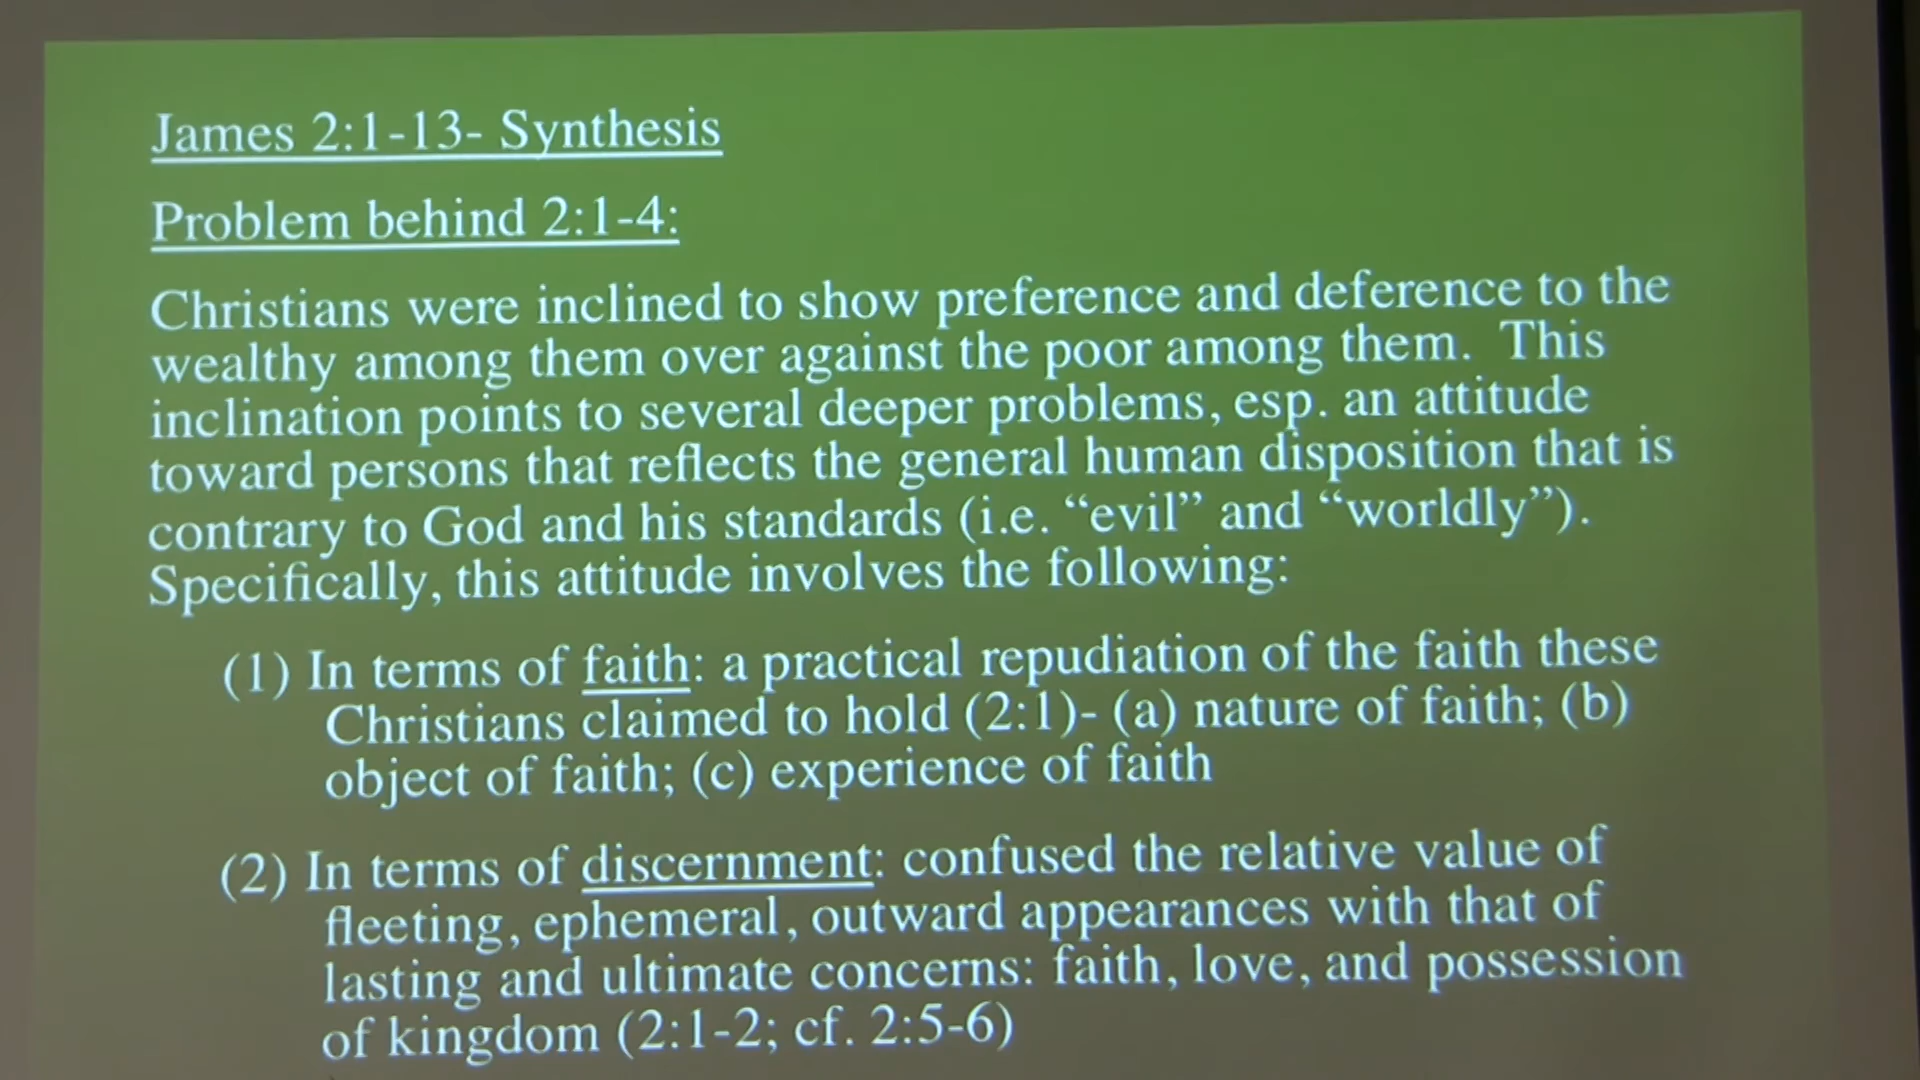 James 2:1-13- Synthesis
Problem behind 2:1-4:
Christians were inclined to show preference and deference to the
wealthy among them over against the poor among them.  This
inclination points to several deeper problems, esp. an attitude
toward persons that reflects the general human disposition that is
contrary to God and his standards (i.e. “evil” and “worldly”).
Specifically, this attitude involves the following:
(1) In terms of faith: a practical repudiation of the faith these
Christians claimed to hold (2:1)- (a) nature of faith; (b)
object of faith; (c) experience of faith
(2) In terms of discernment: confused the relative value of
fleeting, ephemeral, outward appearances with that of
lasting and ultimate concerns: faith, love, and possession
of kingdom (2:1-2; cf. 2:5-6)